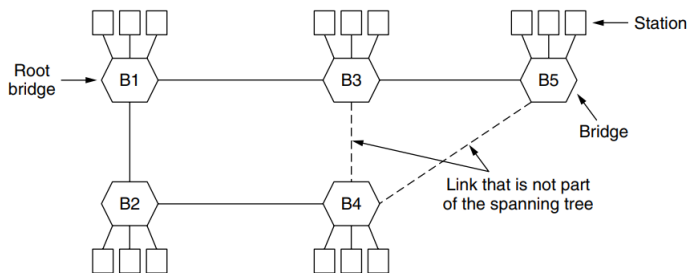 Station
Root
bridge
B1
B3
B5
Bridge
Link that is not part
of the spanning tree
B2
B4